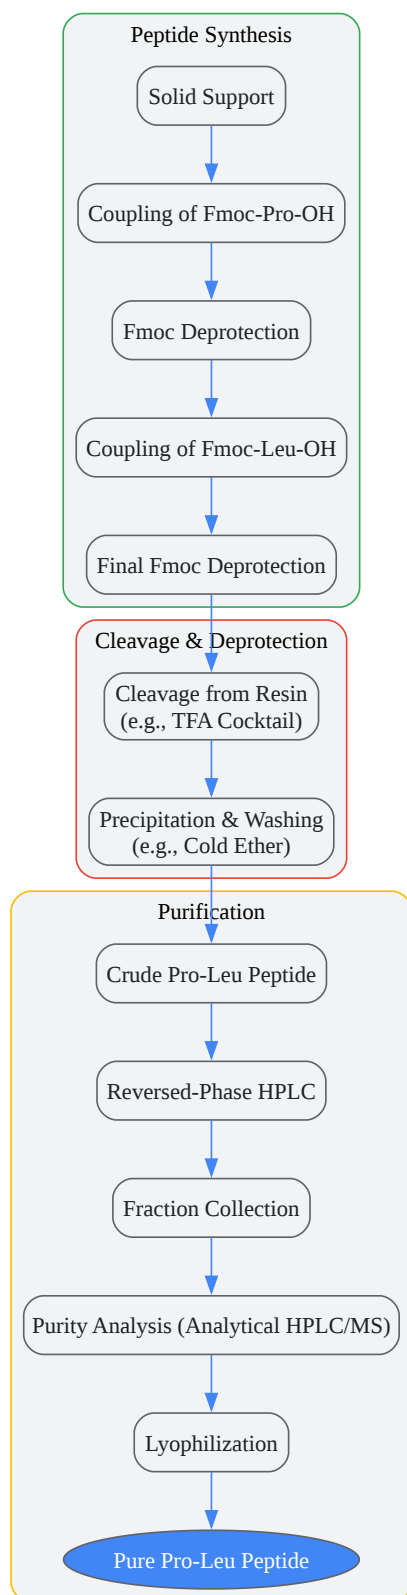 Peptide Synthesis
Solid Support
Coupling of Fmoc-Pro-OH
Fmoc Deprotection
Coupling of Fmoc-Leu-OH
Final Fmoc Deprotection
Cleavage & Deprotection
Cleavage from Resin
(e.g., TFA Cocktail)
Precipitation & Washing
(e.g., Cold Ether)
Purification
Crude Pro-Leu Peptide
Reversed-Phase HPLC
Fraction Collection
Purity Analysis (Analytical HPLC/MS)
Lyophilization
Pure Pro-Leu Peptide